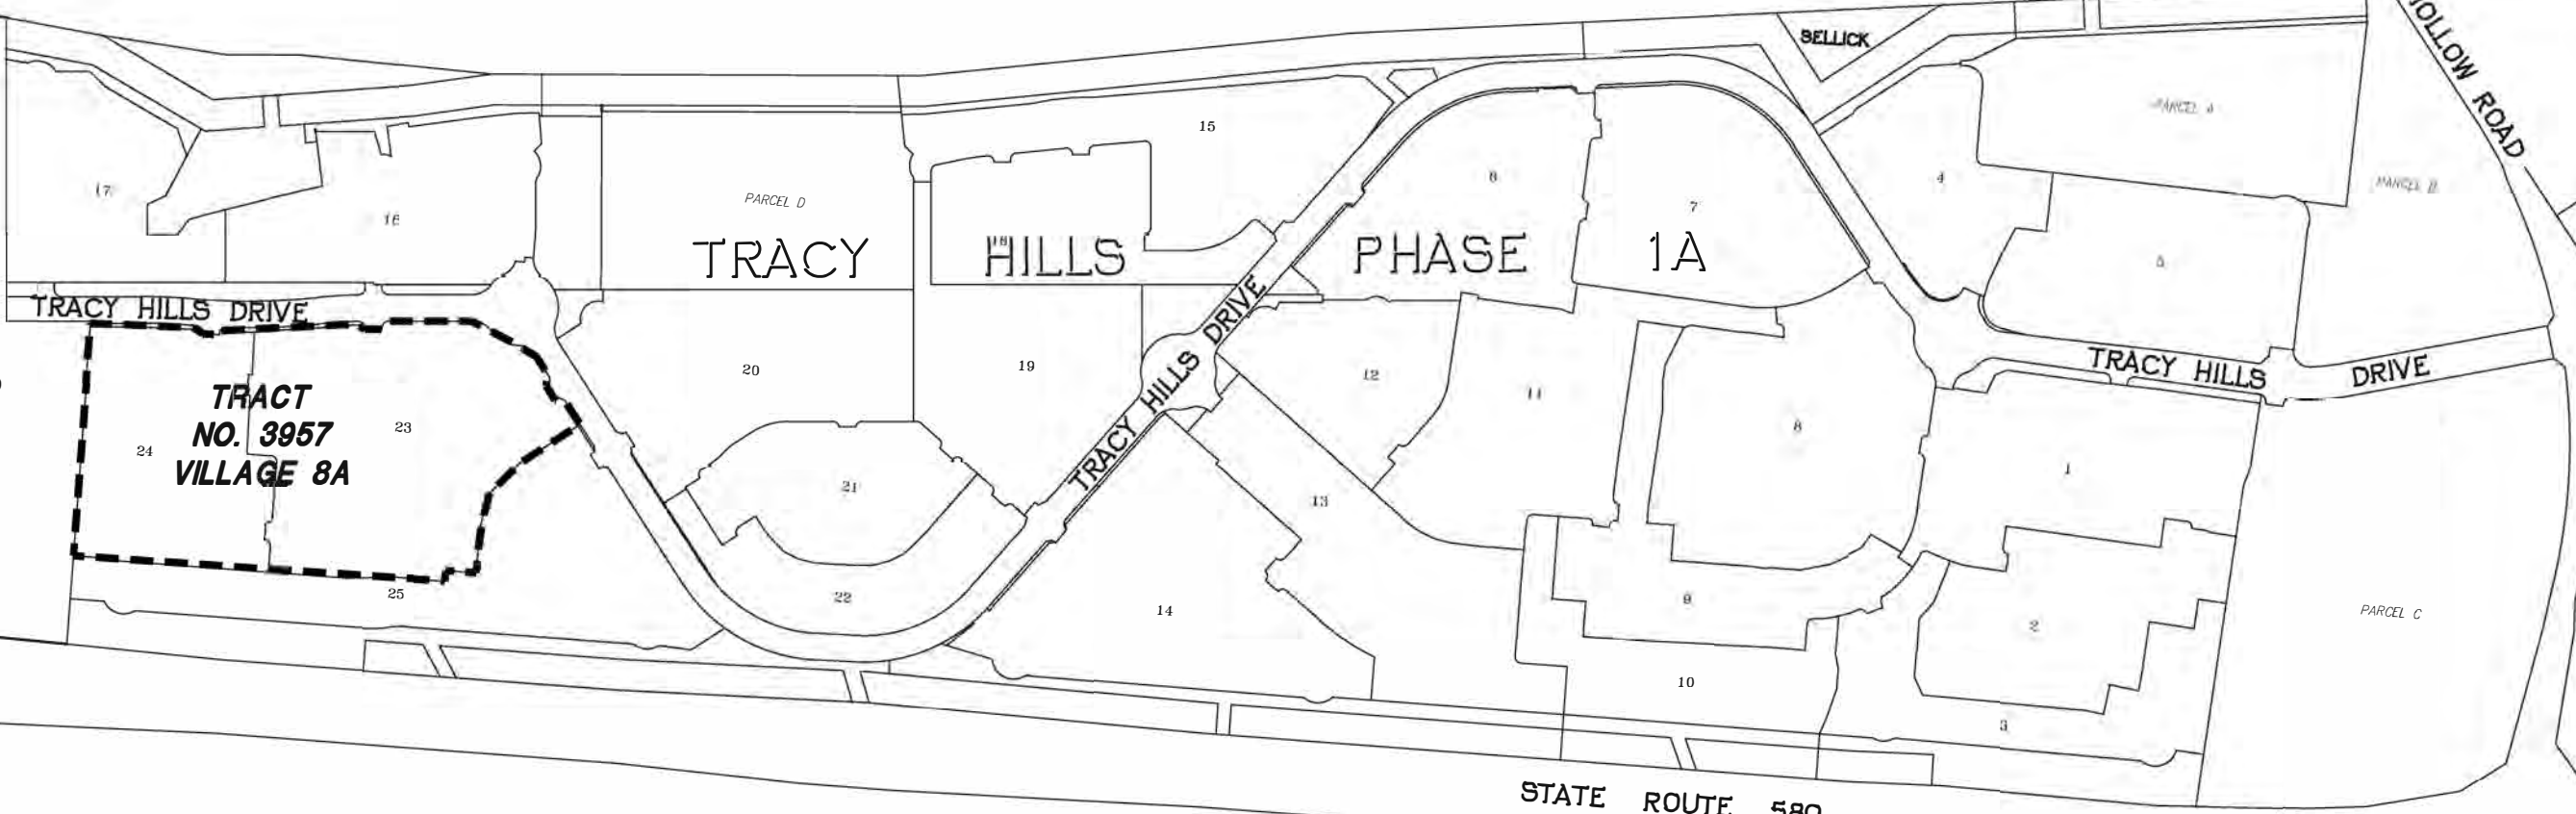 HOLLOW ROAD
SELLICK
PARCEL A
PARCEL B
15
17
16
PARCEL D
18
6
7
4
5
TRACY HILLS PHASE 1A
TRACY HILLS DRIVE
TRACY HILLS DRIVE
TRACY HILLS DRIVE
DRIVE
TRACT
NO. 3957
VILLAGE 8A
24
23
20
19
12
11
8
1
21
13
22
14
25
9
2
PARCEL C
10
3
STATE ROUTE 580